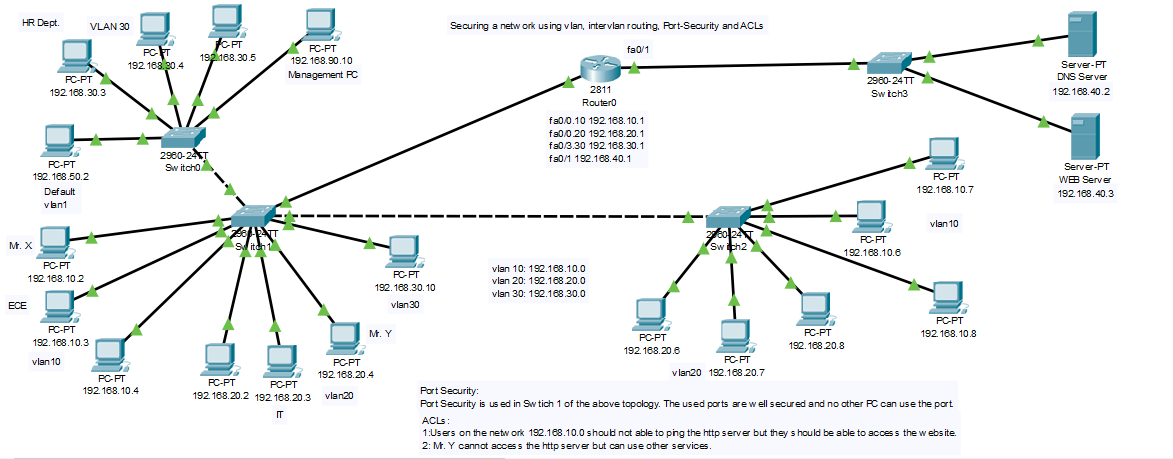 Securing a network using vlan, intervlan routing, Port-Security and ACLs
HR Dept.
VLAN 30
PC-PT
192.168.30.3
PC-PT
192.168.30.4
PC-PT
192.168.30.5
PC-PT
192.168.90.10
Management PC
PC-PT
192.168.50.2
Default
vlan1
2960-24TT
Switch0
fa0/1
2811
Router0
fa0/0.10 192.168.10.1
fa0/0.20 192.168.20.1
fa0/3.30 192.168.30.1
fa0/1 192.168.40.1
2960-24TT
Switch3
Server-PT
DNS Server
192.168.40.2
Server-PT
WEB Server
192.168.40.3
2960-24TT
Switch1
Mr. X
PC-PT
192.168.10.2
ECE
PC-PT
192.168.10.3
vlan10
PC-PT
192.168.10.4
PC-PT
192.168.20.2
PC-PT
192.168.20.3
IT
Mr. Y
PC-PT
192.168.20.4
vlan20
PC-PT
192.168.30.10
vlan30
vlan 10: 192.168.10.0
vlan 20: 192.168.20.0
vlan 30: 192.168.30.0
2960-24TT
Switch2
PC-PT
192.168.10.7
PC-PT
192.168.10.6
vlan10
PC-PT
192.168.10.8
PC-PT
192.168.20.6
PC-PT
192.168.20.7
vlan20
PC-PT
192.168.20.8
Port Security:
Port Security is used in Swtich 1 of the above topology. The used ports are well secured and no other PC can use the port.
ACLs:
1:Users on the network 192.168.10.0 should not able to ping the http server but they should be able to access the website.
2: Mr. Y cannot access the http server but can use other services.